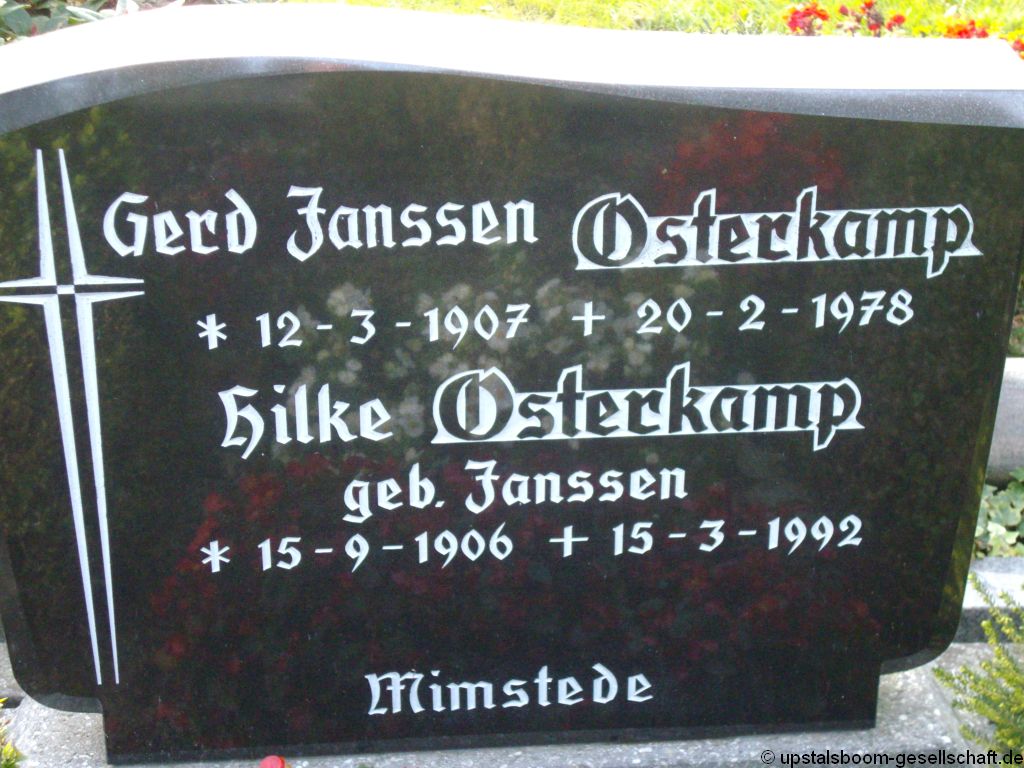 Gerd Janssen Osterkamp
* 12-3-1907 + 20-2-1978
Hilke Osterkamp
geb. Janssen
* 15-9-1906 + 15-3-1992
Mimstede
© upstalsboom-gesellschaft.de